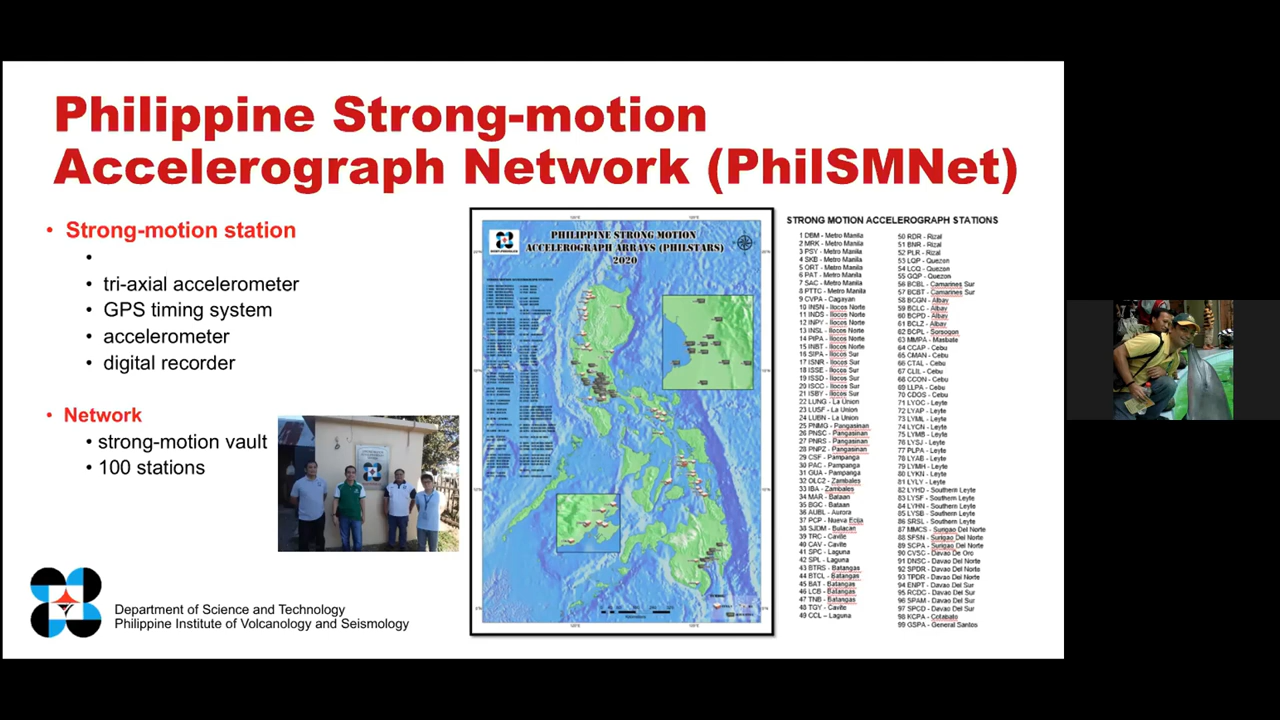 Philippine Strong-motion
Accelerograph Network (PhilSMNet)
• Strong-motion station
•
• tri-axial accelerometer
• GPS timing system
• accelerometer
• digital recorder
• Network
• strong-motion vault
• 100 stations
Department of Science and Technology
Philippine Institute of Volcanology and Seismology
PHILIPPINE STRONG MOTION
ACCELEROGRAPH ARRAYS (PHILSTARS)
2020
STRONG MOTION ACCELEROGRAPH STATIONS
1 DBM - Metro Manila
2 MRK - Metro Manila
3 PSY - Metro Manila
4 SKB - Metro Manila
5 ORT - Metro Manila
6 PAT - Metro Manila
7 SAC - Metro Manila
8 PTTC - Metro Manila
9 CVPA - Cagayan
10 INSN - Ilocos Norte
11 INDS - Ilocos Norte
12 INPY - Ilocos Norte
13 INSL - Ilocos Norte
14 PIPA - Ilocos Norte
15 INBT - Ilocos Norte
16 SIPA - Ilocos Sur
17 ISNR - Ilocos Sur
18 ISSE - Ilocos Sur
19 ISSD - Ilocos Sur
20 ISCC - Ilocos Sur
21 ISBY - Ilocos Sur
22 LUNG - La Union
23 LUSF - La Union
24 LUBN - La Union
25 PNMG - Pangasinan
26 PNSC - Pangasinan
27 PNRS - Pangasinan
28 PNPZ - Pangasinan
29 CSF - Pampanga
30 PAC - Pampanga
31 GUA - Pampanga
32 OLC2 - Zambales
33 IBA - Zambales
34 MAR - Bataan
35 BGC - Bataan
36 AUBL - Aurora
37 PCP - Nueva Ecija
38 SJDM - Bulacan
39 TRC - Cavite
40 CAV - Cavite
41 SPC - Laguna
42 SPL - Laguna
43 BTRS - Batangas
44 BTCL - Batangas
45 BAT - Batangas
46 LCB - Batangas
47 TNB - Batangas
48 TGY - Cavite
49 CCL - Laguna
50 RDR - Rizal
51 BNR - Rizal
52 PLR - Rizal
53 LQP - Quezon
54 LCQ - Quezon
55 GQP - Quezon
56 BCBL - Camarines Sur
57 BCBT - Camarines Sur
58 BCGN - Albay
59 BCLC - Albay
60 BCPD - Albay
61 BCLZ - Albay
62 BCPL - Sorsogon
63 MMPA - Masbate
64 CCAP - Cebu
65 CMAN - Cebu
66 CTAL - Cebu
67 CLIL - Cebu
68 CCON - Cebu
69 LLPA - Cebu
70 CDOS - Cebu
71 LYOC - Leyte
72 LYAP - Leyte
73 LYML - Leyte
74 LYCN - Leyte
75 LYMB - Leyte
76 LYSJ - Leyte
77 PLPA - Leyte
78 LYAB - Leyte
79 LYMH - Leyte
80 LYKN - Leyte
81 LYLY - Leyte
82 LYHD - Southern Leyte
83 LYSF - Southern Leyte
84 LYHN - Southern Leyte
85 LYSB - Southern Leyte
86 SRSL - Southern Leyte
87 MMCS - Surigao Del Norte
88 SFSN - Surigao Del Norte
89 SCPA - Surigao Del Norte
90 CVSC - Davao De Oro
91 DNSC - Davao Del Norte
92 SPDR - Davao Del Norte
93 TPDR - Davao Del Norte
94 ENPT - Davao Del Sur
95 RCDC - Davao Del Sur
96 SPAM - Davao Del Sur
97 SPCD - Davao Del Sur
98 KCPA - Cotabato
99 GSPA - General Santos